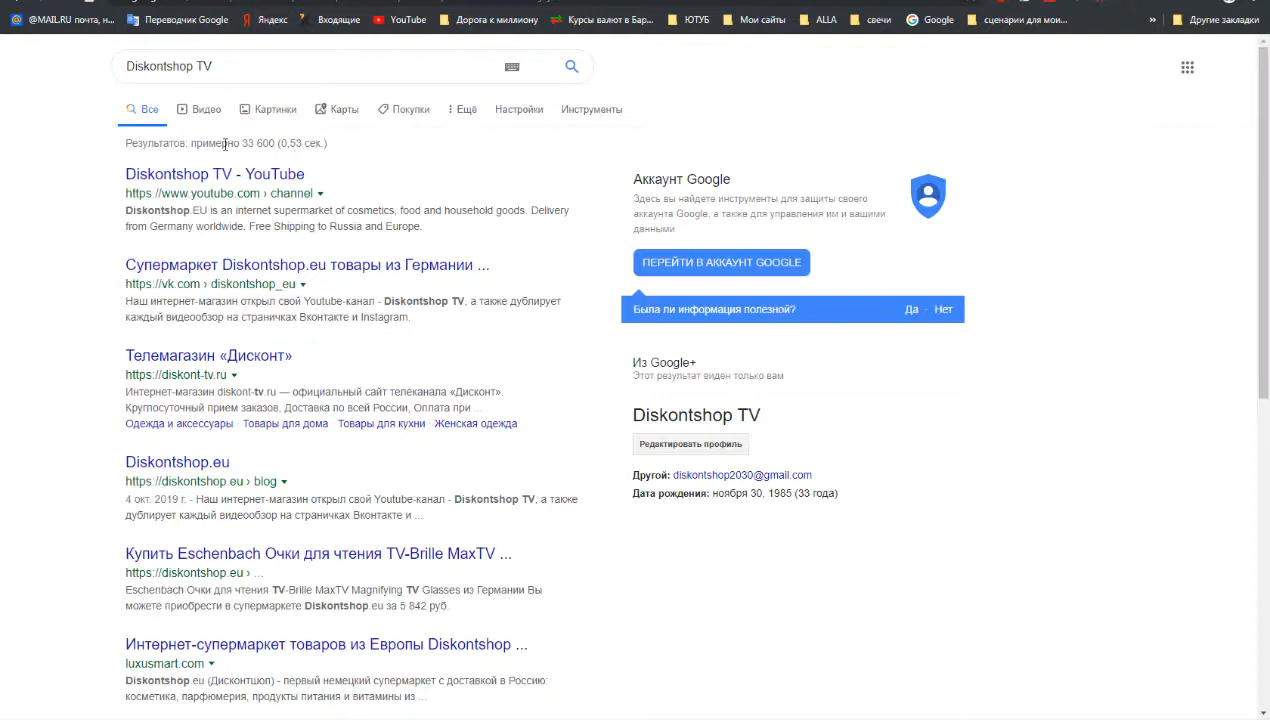 @MAIL.RU почта, н...
Переводчик Google
Яндекс
Входящие
YouTube
Дорога к миллиону
Курсы валют в Бар...
ЮТУБ
Мои сайты
ALLA
свечи
Google
сценарии для мои...
»
Другие закладки
Diskontshop TV
Все
Видео
Картинки
Карты
Покупки
Ещё
Настройки
Инструменты
Результатов: примерно 33 600 (0,53 сек.)
Diskontshop TV - YouTube
https://www.youtube.com › channel
Diskontshop.EU is an internet supermarket of cosmetics, food and household goods. Delivery
from Germany worldwide. Free Shipping to Russia and Europe.
Супермаркет Diskontshop.eu товары из Германии ...
https://vk.com › diskontshop_eu
Наш интернет-магазин открыл свой Youtube-канал - Diskontshop TV, а также дублирует
каждый видеообзор на страничках Вконтакте и Instagram.
Телемагазин «Дисконт»
https://diskont-tv.ru
Интернет-магазин diskont-tv.ru — официальный сайт телеканала «Дисконт».
Круглосуточный прием заказов, Доставка по всей России, Оплата при ...
Одежда и аксессуары · Товары для дома · Товары для кухни · Женская одежда
Diskontshop.eu
https://diskontshop.eu › blog
4 окт. 2019 г. - Наш интернет-магазин открыл свой Youtube-канал - Diskontshop TV, а также
дублирует каждый видеообзор на страничках Вконтакте и ...
Купить Eschenbach Очки для чтения TV-Brille MaxTV ...
https://diskontshop.eu › ...
Eschenbach Очки для чтения TV-Brille MaxTV Magnifying TV Glasses из Германии Вы
можете приобрести в супермаркете Diskontshop.eu за 5 842 руб.
Интернет-супермаркет товаров из Европы Diskontshop ...
luxusmart.com
Diskontshop.eu (Дисконтшоп) - первый немецкий супермаркет с доставкой в Россию:
косметика, парфюмерия, продукты питания и витамины из ...
Аккаунт Google
Здесь вы найдете инструменты для защиты своего
аккаунта Google, а также для управления им и вашими
данными
ПЕРЕЙТИ В АККАУНТ GOOGLE
Была ли информация полезной?
Да - Нет
Из Google+
Этот результат виден только вам
Diskontshop TV
Редактировать профиль
Другой: diskontshop2030@gmail.com
Дата рождения: ноября 30, 1985 (33 года)